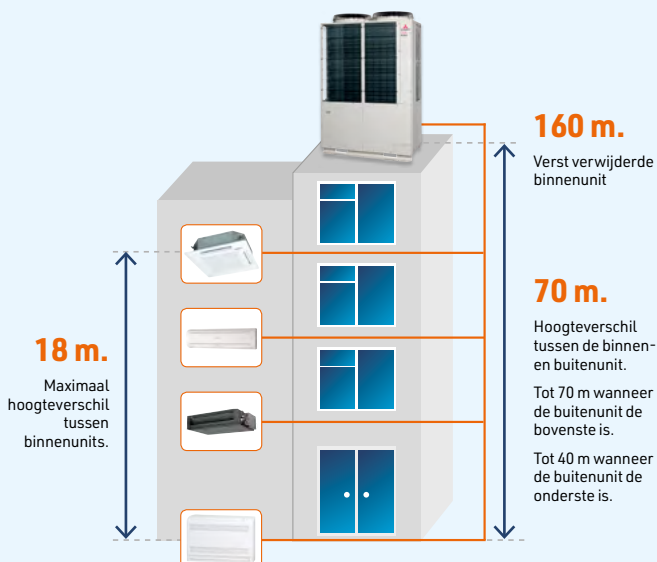 160 m.
Verst verwijderde
binnenunit
70 m.
Hoogteverschil
tussen de binnen-
en buitenunit.
Tot 70 m wanneer
de buitenunit de
bovenste is.
Tot 40 m wanneer
de buitenunit de
onderste is.
18 m.
Maximaal
hoogteverschil
tussen
binnenunits.